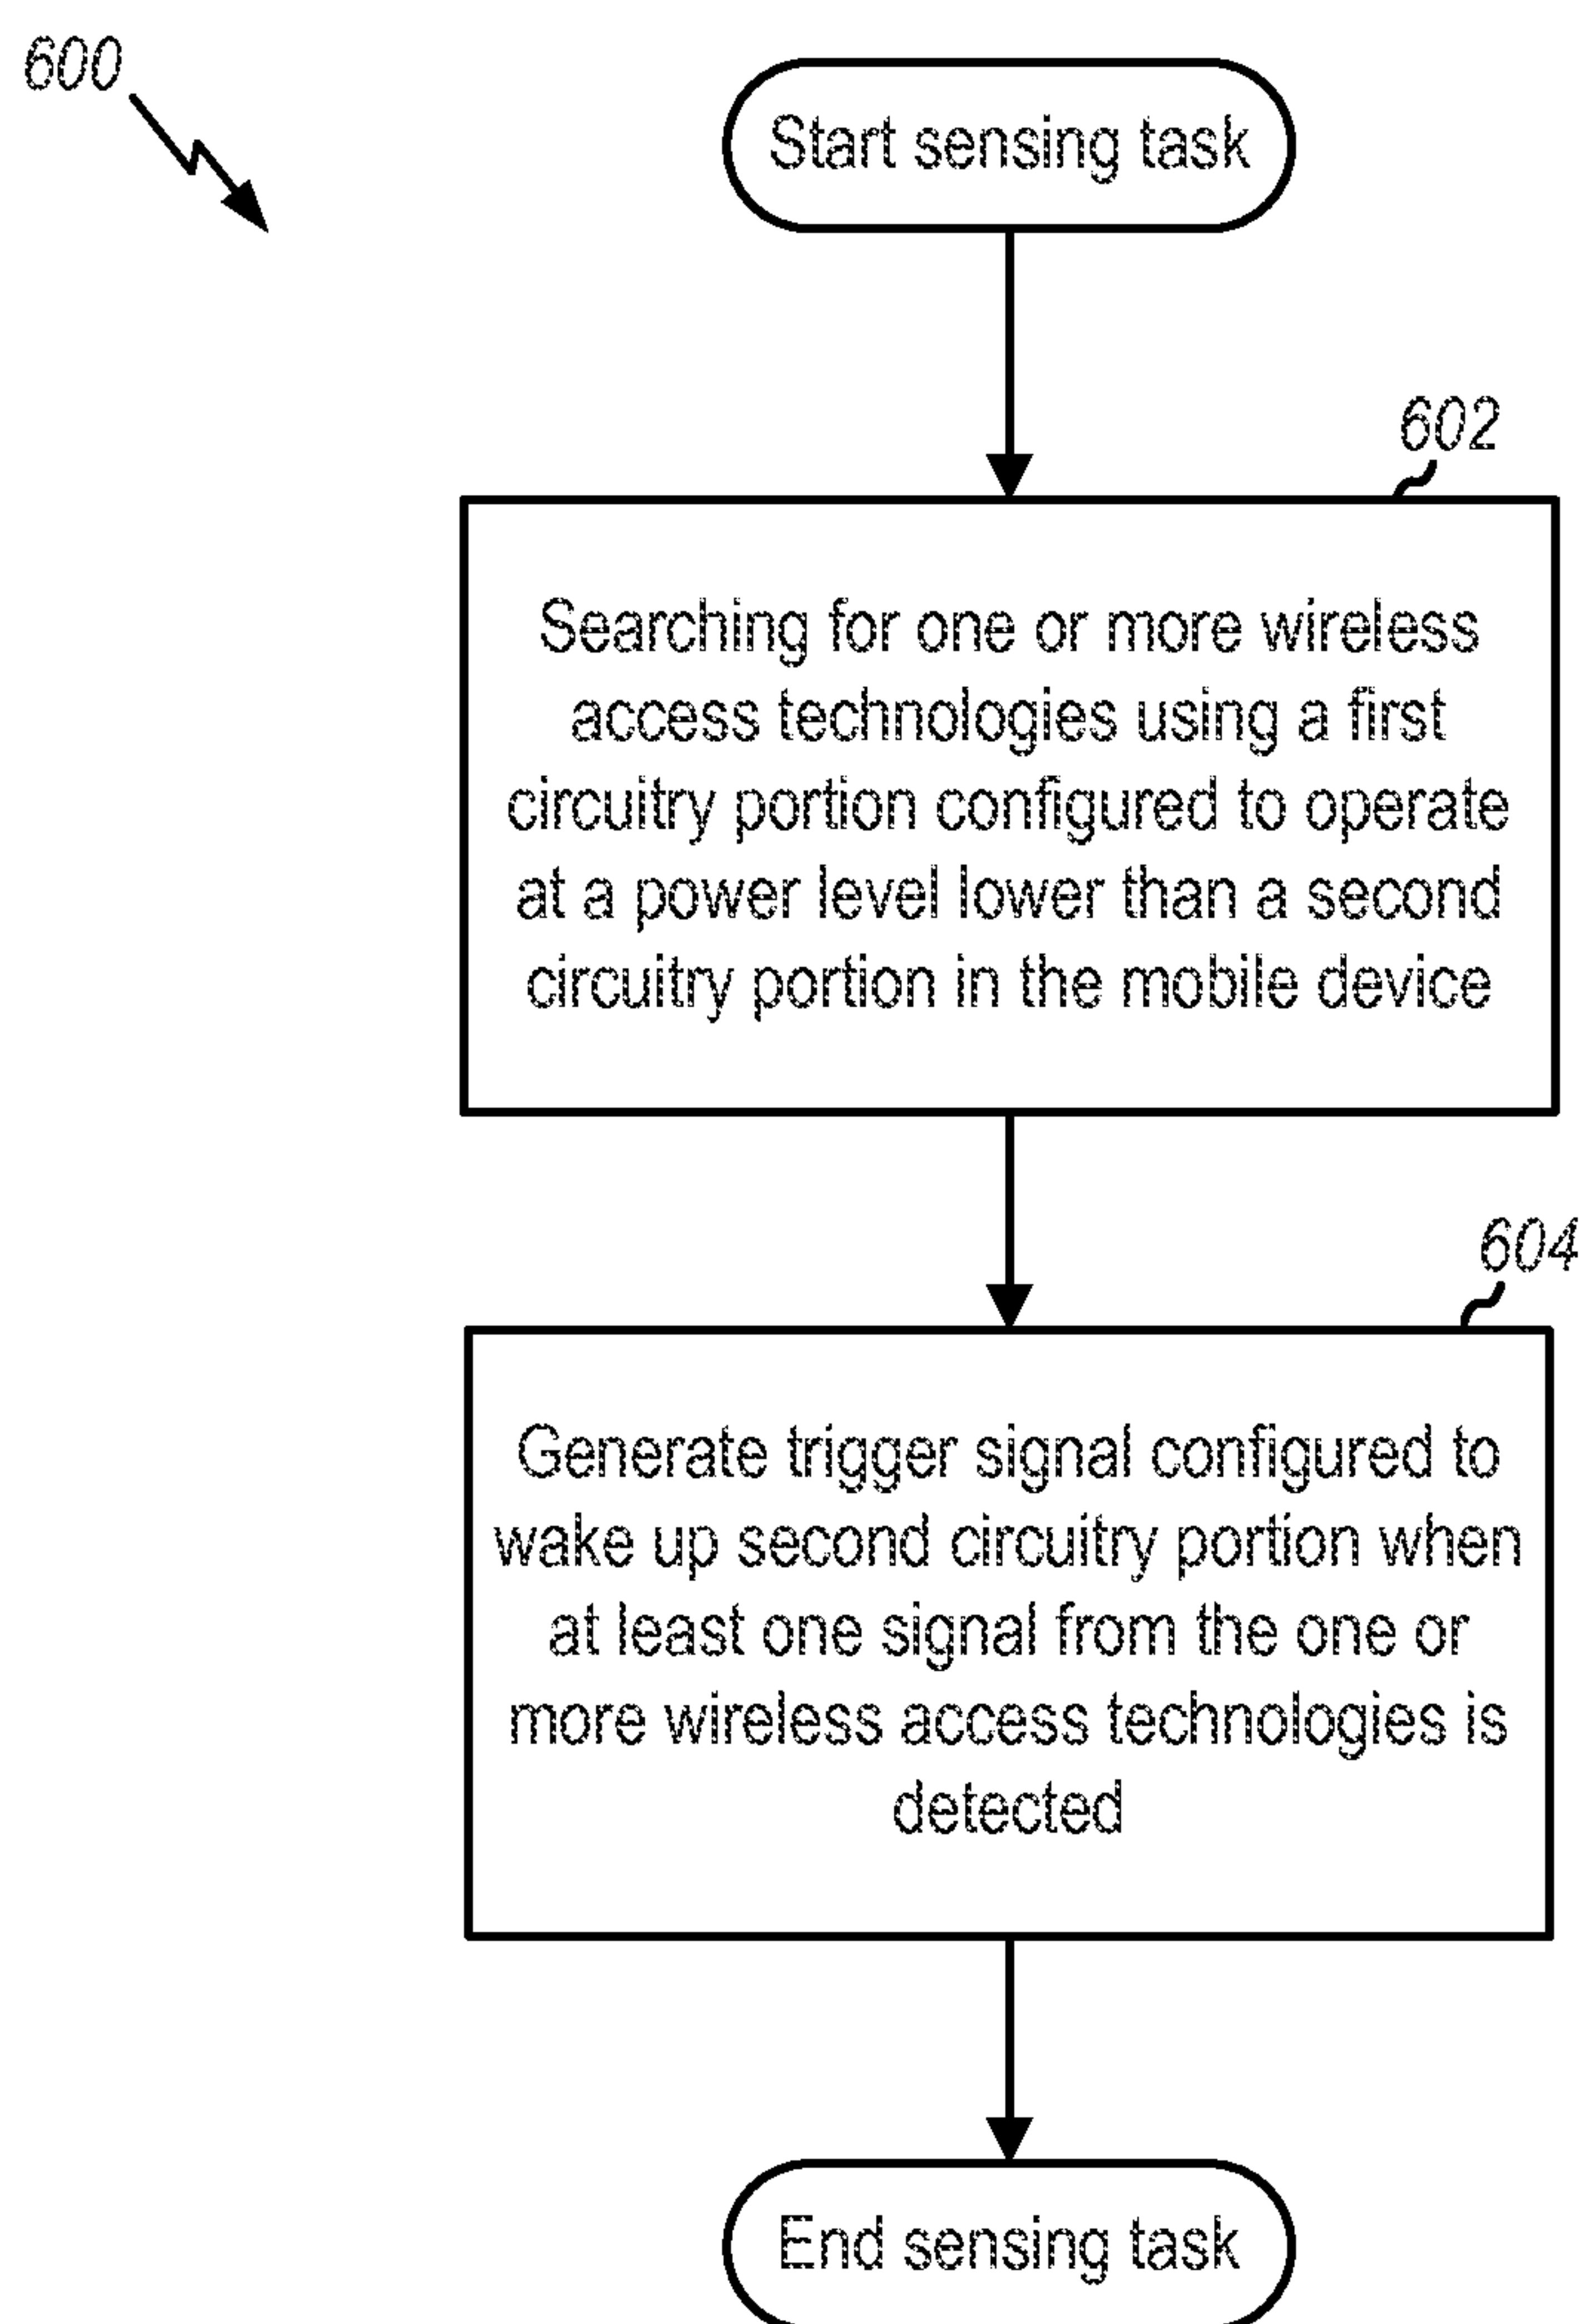 600
Start sensing task
602
Searching for one or more wireless
access technologies using a first
circuitry portion configured to operate
at a power level lower than a second
circuitry portion in the mobile device
604
Generate trigger signal configured to
wake up second circuitry portion when
at least one signal from the one or
more wireless access technologies is
detected
End sensing task